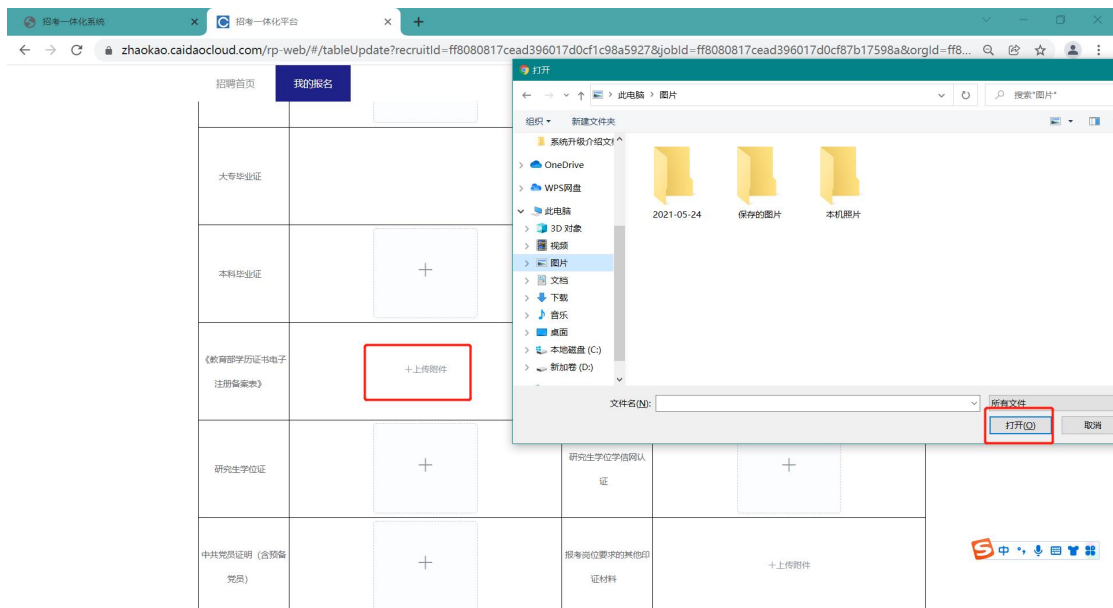 招考一体化系统
招考一体化平台
zhaokao.caidaocloud.com/rp-web/#/tableUpdate?recruitId=ff8080817cead396017d0cf1c98a5927&jobId=ff8080817cead396017d0cf87b17598a&orgId=ff8...
招聘首页
我的报名
大专毕业证
本科毕业证
《教育部学历证书电子
注册备案表》
+上传附件
研究生学位证
研究生学位学信网认
证
中共党员证明（含预备
党员）
报考岗位要求的其他印
证材料
+上传附件
打开
此电脑 > 图片
搜索"图片"
组织
新建文件夹
OneDrive
WPS网盘
此电脑
3D 对象
视频
图片
文档
下载
音乐
桌面
本地磁盘 (C:)
新加卷 (D:)
2021-05-24
保存的图片
本机照片
文件名(N):
所有文件
打开(O)
取消
中